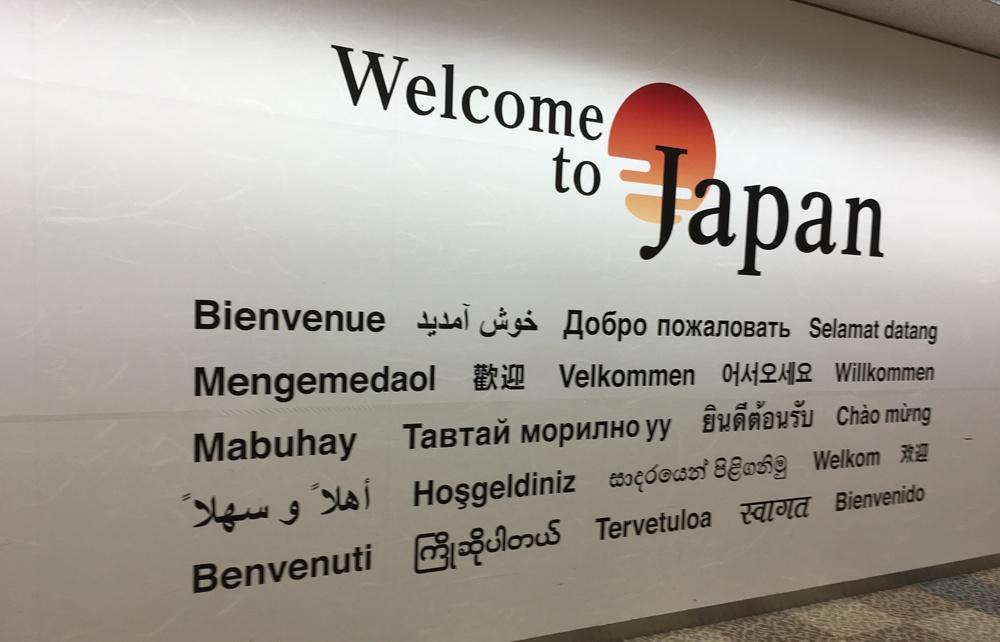 Welcome
to
Japan
Bienvenue خوش آمدید Добро пожаловать Selamat datang
Mengemedaol 歡迎 Velkommen 어서오세요 Willkommen
Mabuhay Тавтай морилно уу ยินดีต้อนรับ Chào mừng
أهلاً و سهلاً Hoşgeldiniz සාදරයෙන් පිළිගනිමු Welkom 欢迎
Benvenuti ကြိုဆိုပါတယ် Tervetuloa स्वागत Bienvenido